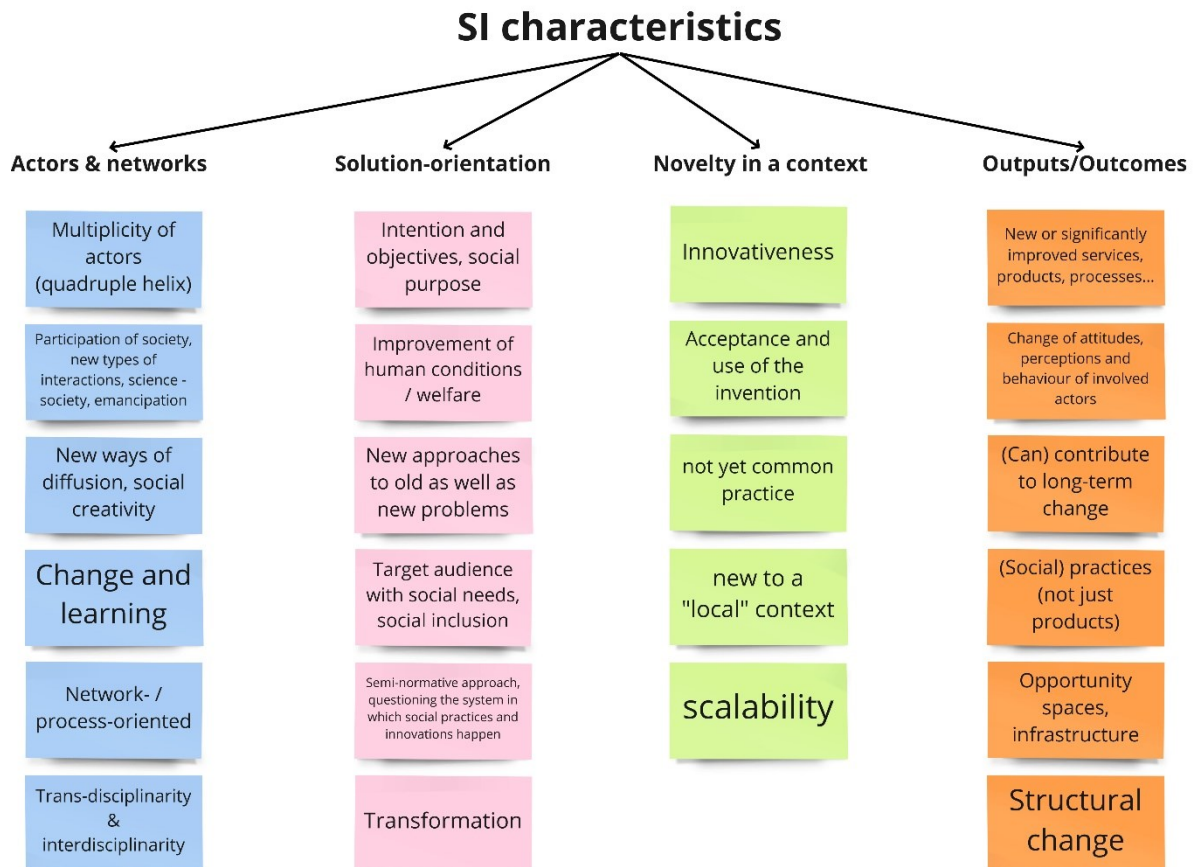 SI characteristics
Actors & networks
Multiplicity of
actors
(quadruple helix)
Participation of society,
new types of
interactions, science -
society, emancipation
New ways of
diffusion, social
creativity
Change and
learning
Network- /
process-oriented
Trans-disciplinarity
&
interdisciplinarity
Solution-orientation
Intention and
objectives, social
purpose
Improvement of
human conditions
/ welfare
New approaches
to old as well as
new problems
Target audience
with social needs,
social inclusion
Semi-normative approach,
questioning the system in
which social practices and
innovations happen
Transformation
Novelty in a context
Innovativeness
Acceptance and
use of the
invention
not yet common
practice
new to a
"local" context
scalability
Outputs/Outcomes
New or significantly
improved services,
products, processes...
Change of attitudes,
perceptions and
behaviour of involved
actors
(Can) contribute
to long-term
change
(Social) practices
(not just
products)
Opportunity
spaces,
infrastructure
Structural
change